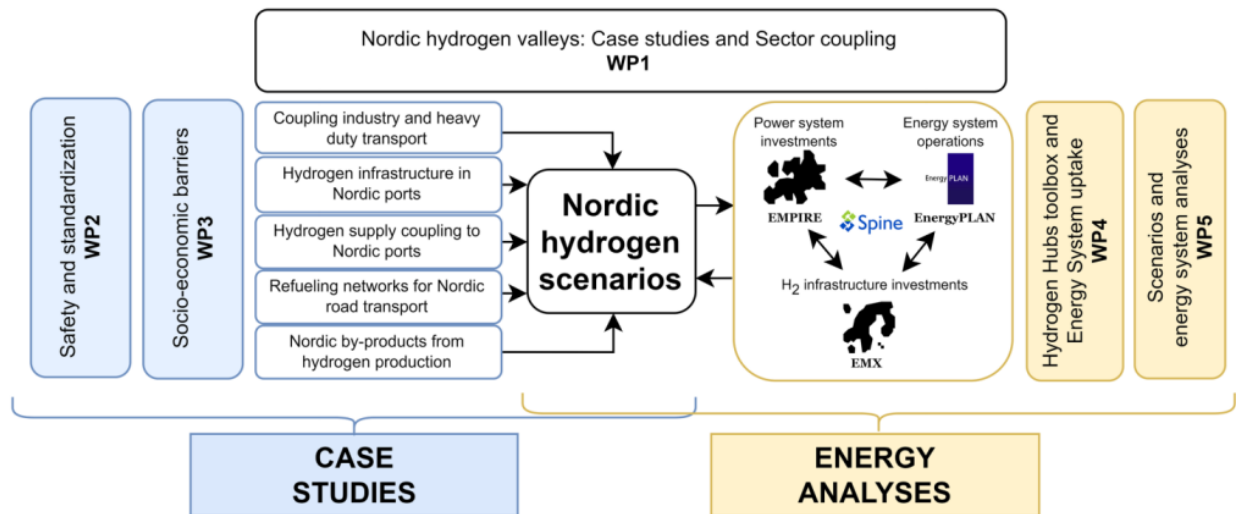 Nordic hydrogen valleys: Case studies and Sector coupling
WP1
Safety and standardization
WP2
Socio-economic barriers
WP3
Coupling industry and heavy
duty transport
Hydrogen infrastructure in
Nordic ports
Hydrogen supply coupling to
Nordic ports
Refueling networks for Nordic
road transport
Nordic by-products from
hydrogen production
Nordic
hydrogen
scenarios
Power system
investments
EMPIRE
Energy system
operations
EnergyPLAN
EnergyPLAN
Spine
H2 infrastructure investments
EMX
Hydrogen Hubs toolbox and
Energy System uptake
WP4
Scenarios and
energy system analyses
WP5
CASE
STUDIES
ENERGY
ANALYSES